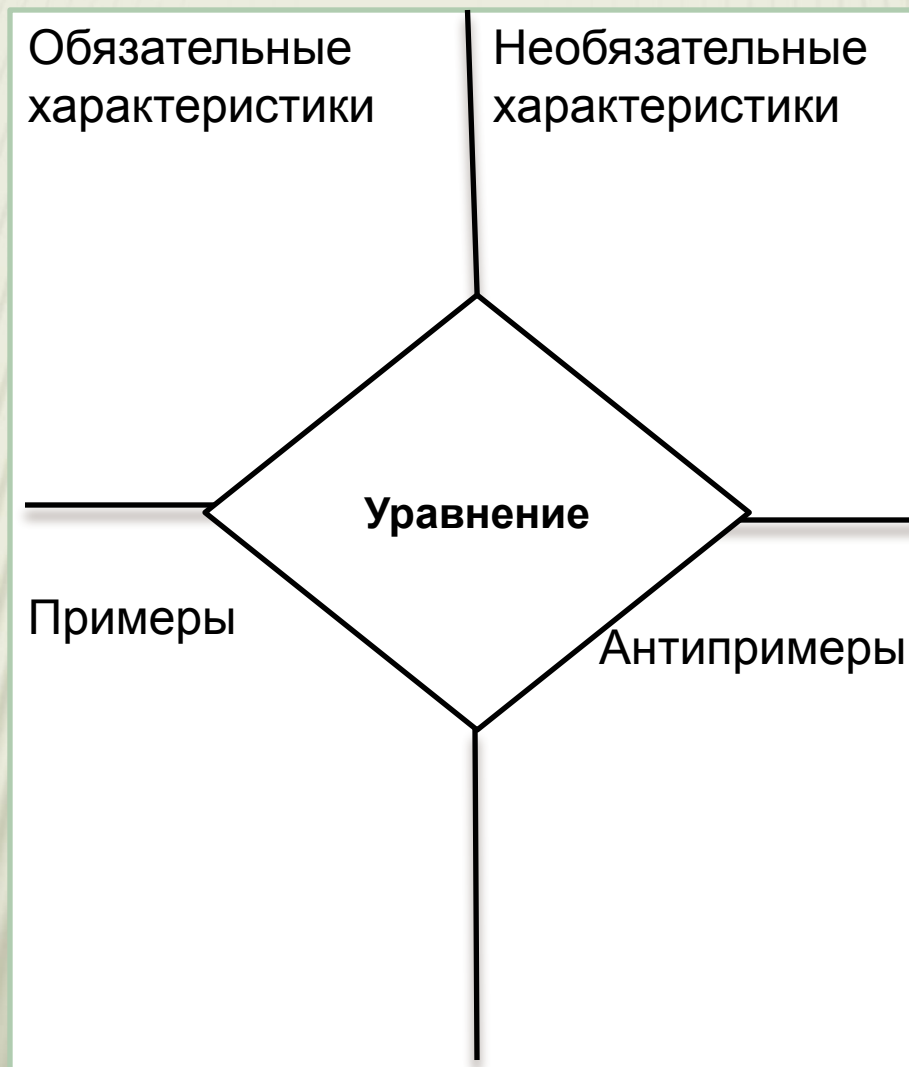 Обязательные
характеристики
Необязательные
характеристики
Уравнение
Примеры
Антипримеры